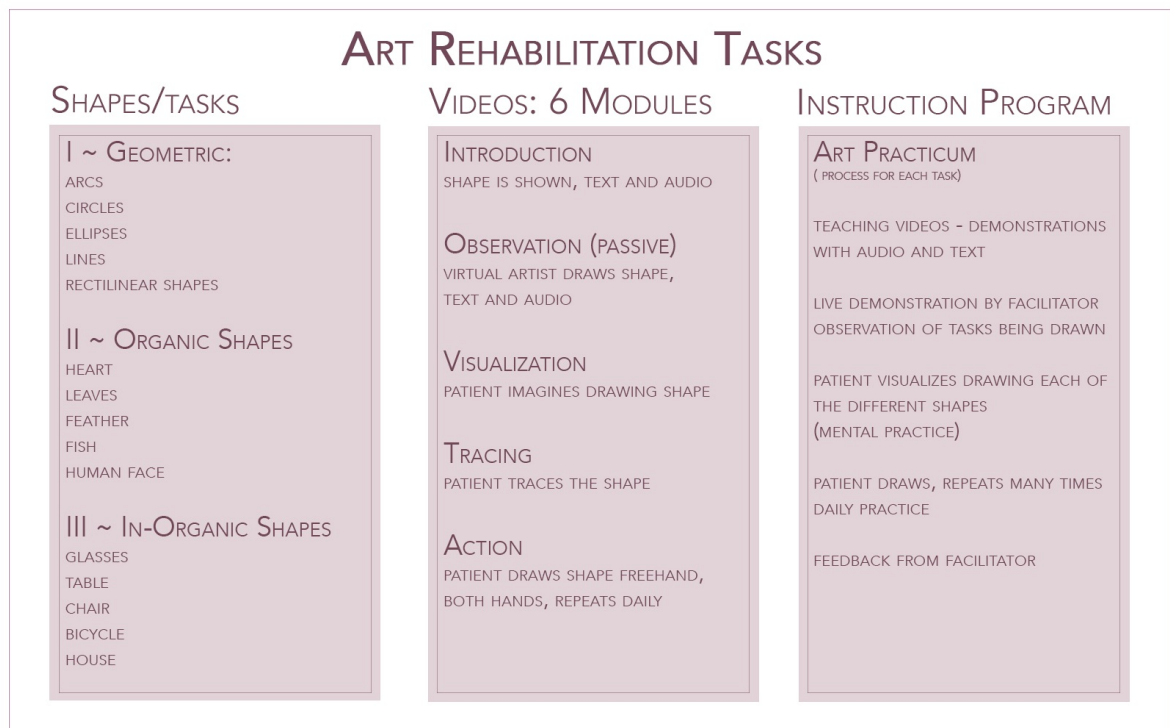 Art Rehabilitation Tasks
Shapes/tasks
I ~ Geometric:
arcs
circles
ellipses
lines
rectilinear shapes
II ~ Organic Shapes
heart
leaves
feather
fish
human face
III ~ In-Organic Shapes
glasses
table
chair
bicycle
house
Videos: 6 Modules
Introduction
shape is shown, text and audio
Observation (passive)
virtual artist draws shape,
text and audio
Visualization
patient imagines drawing shape
Tracing
patient traces the shape
Action
patient draws shape freehand,
both hands, repeats daily
Instruction Program
Art Practicum
( process for each task)
teaching videos - demonstrations
with audio and text
live demonstration by facilitator
observation of tasks being drawn
patient visualizes drawing each of
the different shapes
(mental practice)
patient draws, repeats many times
daily practice
feedback from facilitator